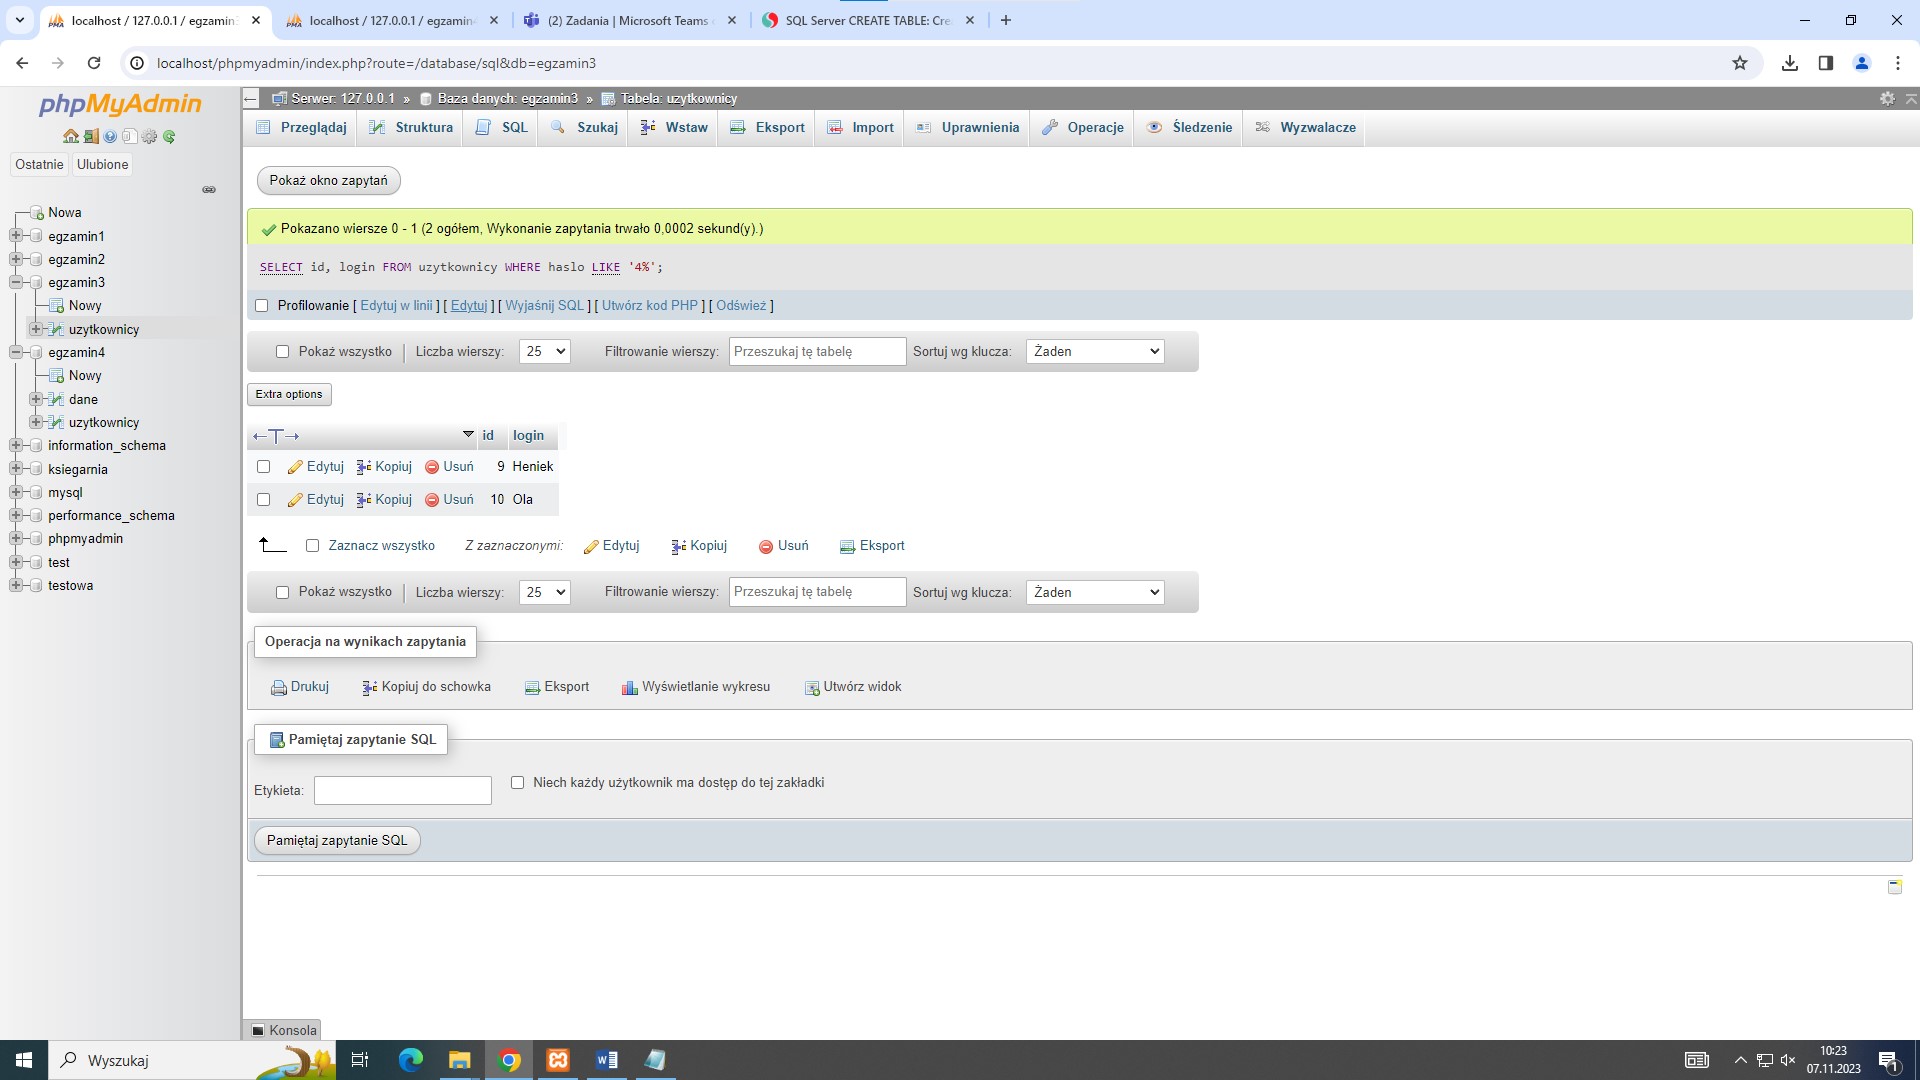 localhost / 127.0.0.1 / egzamin3
localhost / 127.0.0.1 / egzamin4
(2) Zadania | Microsoft Teams
SQL Server CREATE TABLE: Cre
localhost/phpmyadmin/index.php?route=/database/sql&db=egzamin3
phpMyAdmin
Ostatnie Ulubione
Nowa
egzamin1
egzamin2
egzamin3
Nowy
uzytkownicy
egzamin4
Nowy
dane
uzytkownicy
information_schema
ksiegarnia
mysql
performance_schema
phpmyadmin
test
testowa
Serwer: 127.0.0.1 » Baza danych: egzamin3 » Tabela: uzytkownicy
Przeglądaj Struktura SQL Szukaj Wstaw Eksport Import Uprawnienia Operacje Śledzenie Wyzwalacze
Pokaż okno zapytań
Pokazano wiersze 0 - 1 (2 ogółem, Wykonanie zapytania trwało 0,0002 sekund(y).)
SELECT id, login FROM uzytkownicy WHERE haslo LIKE '4%';
Profilowanie [ Edytuj w linii ] [ Edytuj ] [ Wyjaśnij SQL ] [ Utwórz kod PHP ] [ Odśwież ]
Pokaż wszystko | Liczba wierszy: 25 Filtrowanie wierszy: Przeszukaj tę tabelę Sortuj wg klucza: Żaden
Extra options
←T→ id login
Edytuj Kopiuj Usuń 9 Heniek
Edytuj Kopiuj Usuń 10 Ola
Zaznacz wszystko Z zaznaczonymi: Edytuj Kopiuj Usuń Eksport
Pokaż wszystko | Liczba wierszy: 25 Filtrowanie wierszy: Przeszukaj tę tabelę Sortuj wg klucza: Żaden
Operacja na wynikach zapytania
Drukuj Kopiuj do schowka Eksport Wyświetlanie wykresu Utwórz widok
Pamiętaj zapytanie SQL
Etykieta: Niech każdy użytkownik ma dostęp do tej zakładki
Pamiętaj zapytanie SQL
Konsola
Wyszukaj
10:23
07.11.2023
1